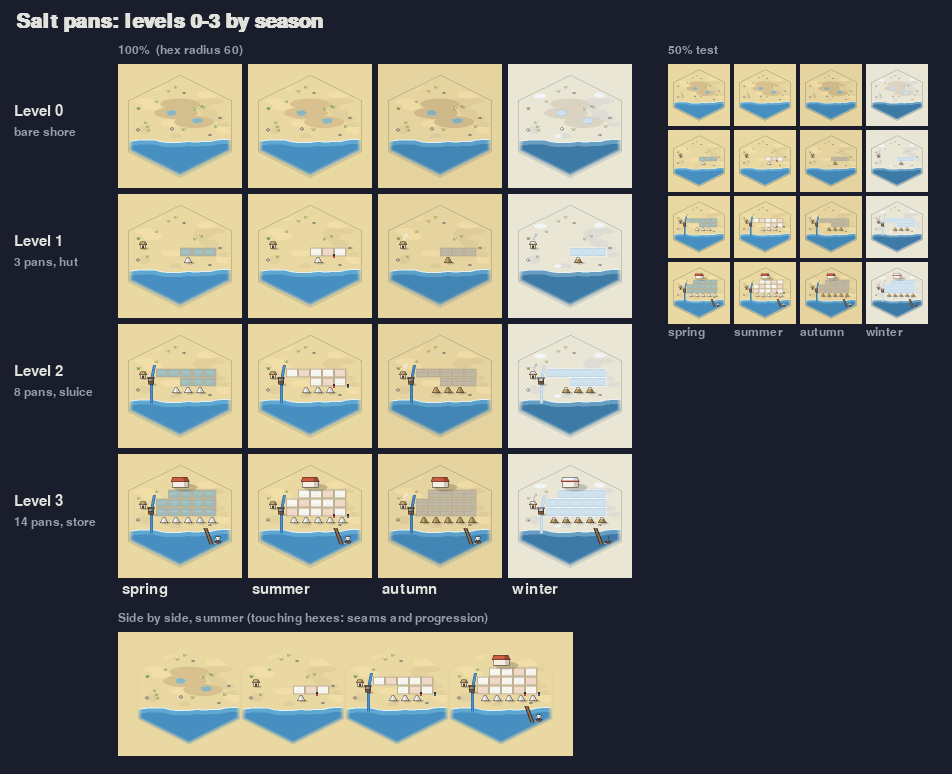 Salt pans: levels 0-3 by season
100%  (hex radius 60)
50% test
Level 0
bare shore
Level 1
3 pans, hut
Level 2
8 pans, sluice
Level 3
14 pans, store
spring summer autumn winter
spring summer autumn winter
Side by side, summer (touching hexes: seams and progression)